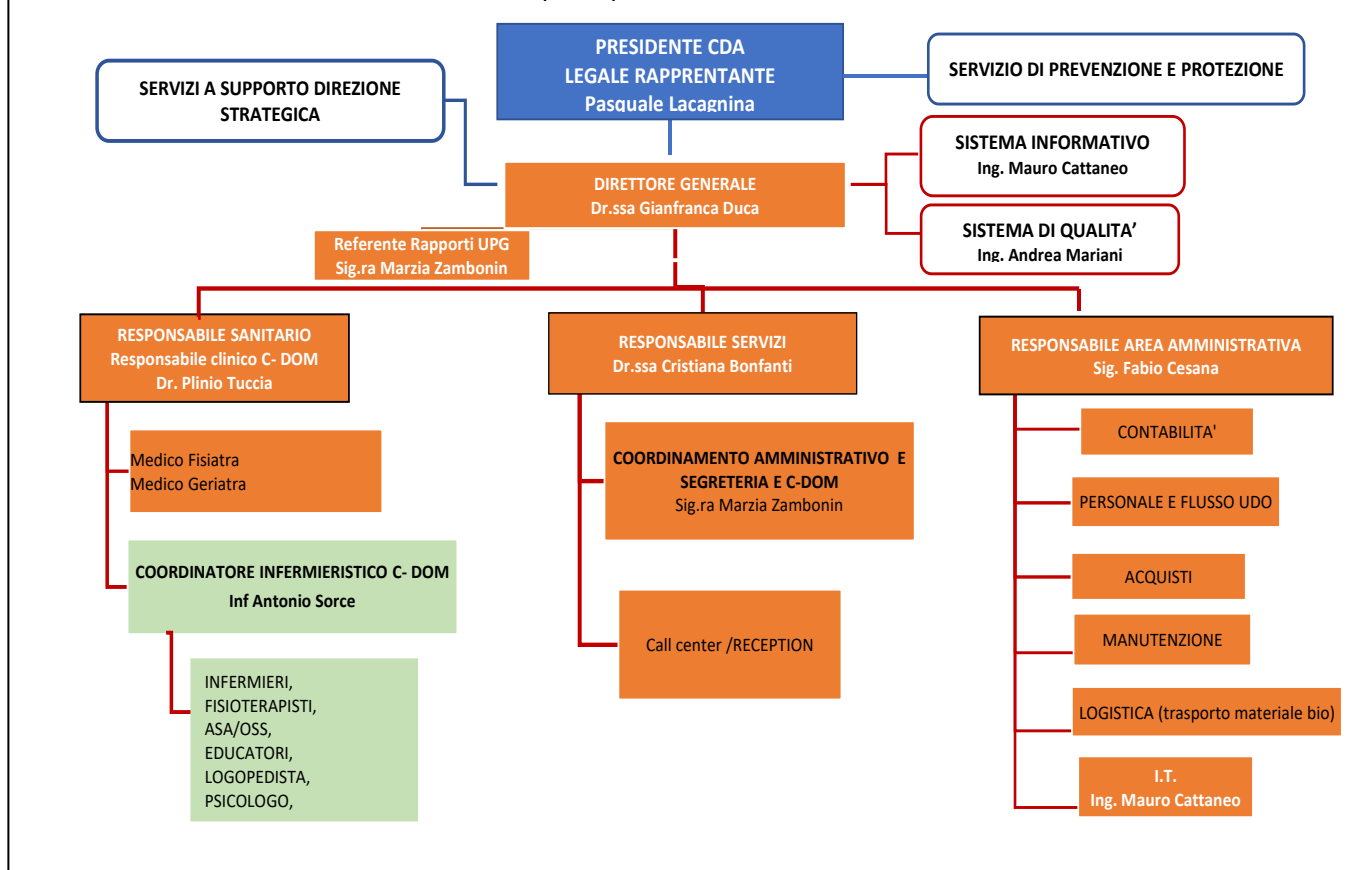 PRESIDENTE CDA
LEGALE RAPPRENTANTE
Pasquale Lacagnina
SERVIZI A SUPPORTO DIREZIONE
STRATEGICA
SERVIZIO DI PREVENZIONE E PROTEZIONE
SISTEMA INFORMATIVO
Ing. Mauro Cattaneo
DIRETTORE GENERALE
Dr.ssa Gianfranca Duca
SISTEMA DI QUALITA’
Ing. Andrea Mariani
Referente Rapporti UPG
Sig.ra Marzia Zambonin
RESPONSABILE SANITARIO
Responsabile clinico C- DOM
Dr. Plinio Tuccia
RESPONSABILE SERVIZI
Dr.ssa Cristiana Bonfanti
RESPONSABILE AREA AMMINISTRATIVA
Sig. Fabio Cesana
Medico Fisiatra
Medico Geriatra
COORDINATORE INFERMIERISTICO C- DOM
Inf Antonio Sorce
INFERMIERI,
FISIOTERAPISTI,
ASA/OSS,
EDUCATORI,
LOGOPEDISTA,
PSICOLOGO,
COORDINAMENTO AMMINISTRATIVO E
SEGRETERIA E C-DOM
Sig.ra Marzia Zambonin
Call center /RECEPTION
CONTABILITA'
PERSONALE E FLUSSO UDO
ACQUISTI
MANUTENZIONE
LOGISTICA (trasporto materiale bio)
I.T.
Ing. Mauro Cattaneo